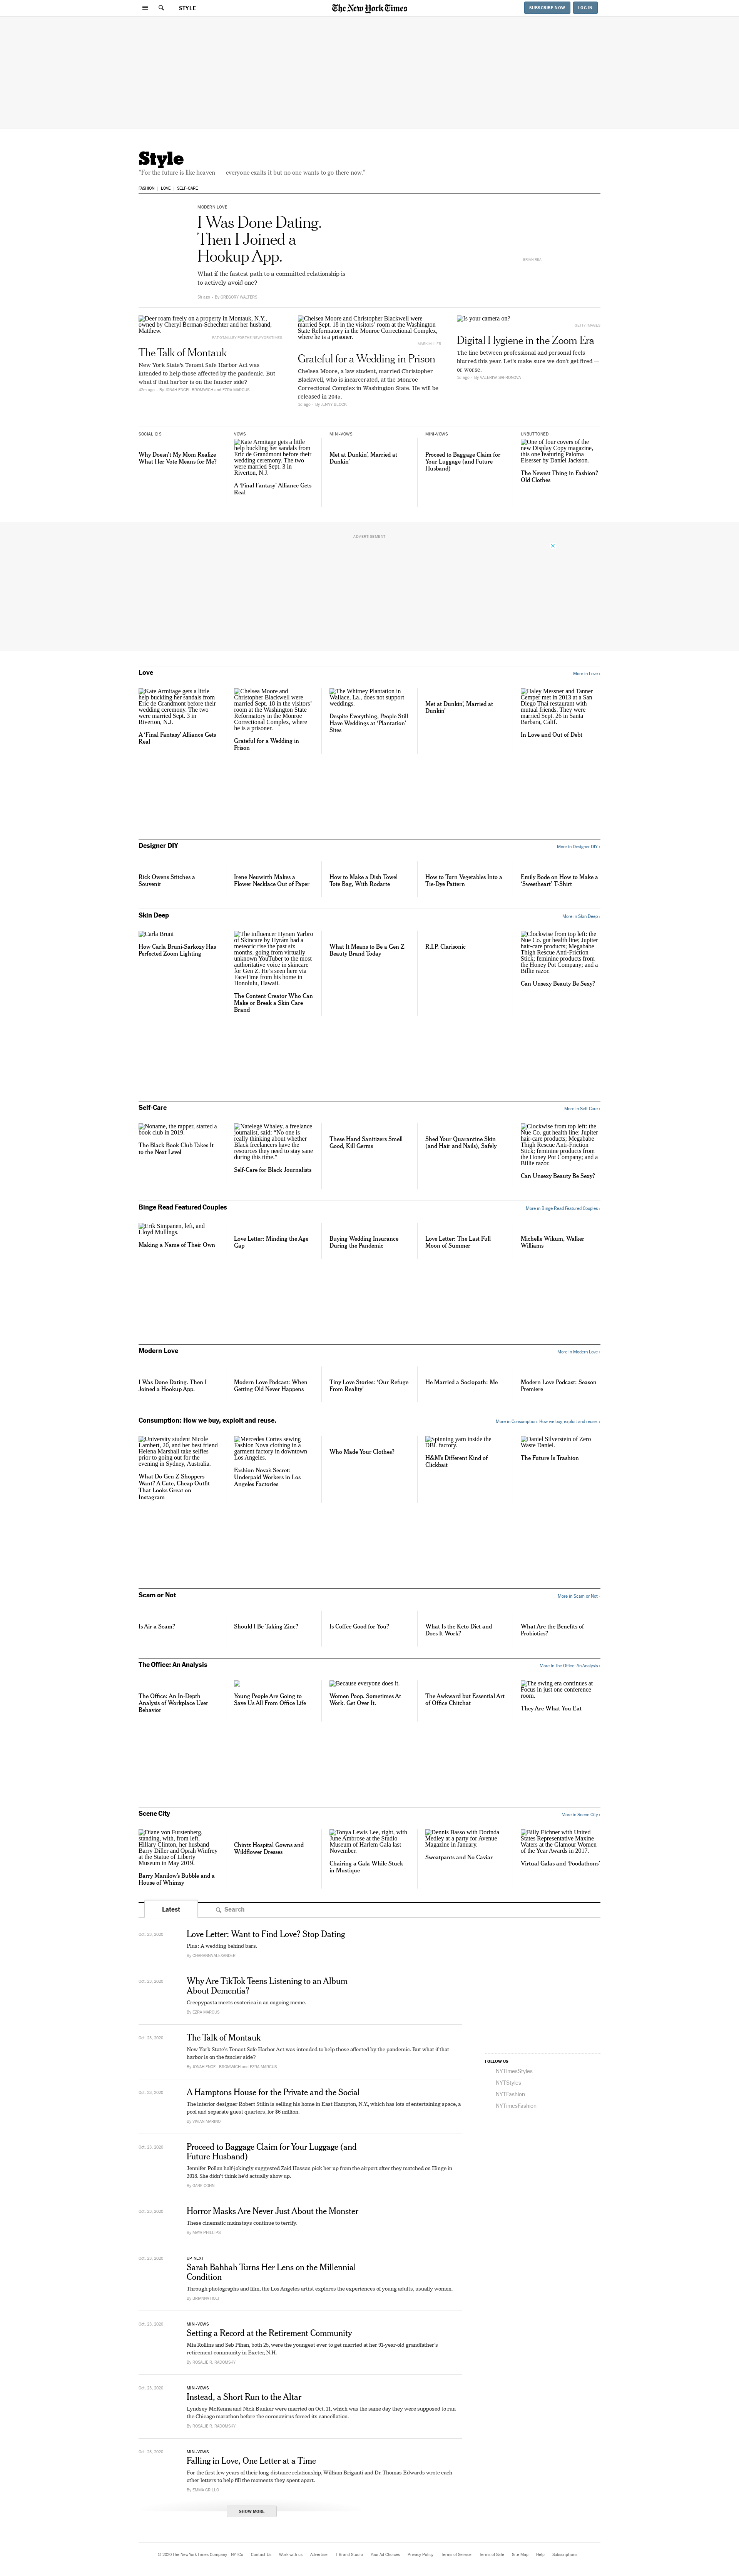 STYLE
The New York Times
SUBSCRIBE NOW
LOG IN
Style
"For the future is like heaven — everyone exalts it but no one wants to go there now."
FASHION
LOVE
SELF-CARE
MODERN LOVE
I Was Done Dating.
Then I Joined a
Hookup App.
What if the fastest path to a committed relationship is
to actively avoid one?
By GREGORY WALTERS
BRIAN REA
Deer roam freely on a property in Montauk, N.Y.,
owned by Cheryl Berman-Schechter and her husband,
Matthew.
The Talk of Montauk
New York State's Tenant Safe Harbor Act was
intended to help those affected by the pandemic. But
what if that harbor is on the fancier side?
42m ago - By JONAH ENGEL BROMWICH and EZRA MARCUS
Chelsea Moore and Christopher Blackwell were
married Sept. 18 in the visitors' room at the Washington
State Reformatory in the Monroe Correctional Complex,
where he is a prisoner.
MARK MILLER
Grateful for a Wedding in Prison
Chelsea Moore, a law student, married Christopher
Blackwell, who is incarcerated, at the Monroe
Correctional Complex in Washington State. He will be
released in 2045.
1d ago - By JENNY BLOCK
Is your camera on?
GETTY IMAGES
Digital Hygiene in the Zoom Era
The line between professional and personal feels
blurred this year. Let's make sure we don't get fired —
or worse.
1d ago - By VALERIYA SAFRONOVA
SOCIAL Q'S
Why Doesn't My Mom Realize
What Her Vote Means for Me?
VOWS
Kate Armitage gets a little
help buckling her sandals from
Eric de Grandmont before their
wedding ceremony. The two
were married Sept. 3 in
Riverton, N.J.
A 'Final Fantasy' Alliance Gets
Real
MINI-VOWS
Met at Dunkin', Married at
Dunkin'
MINI-VOWS
Proceed to Baggage Claim for
Your Luggage (and Future
Husband)
UNBUTTONED
One of four covers of the
new Display Copy magazine,
this one featuring Paloma
Elsesser by Daniel Jackson.
The Newest Thing in Fashion?
Old Clothes
ADVERTISEMENT
Love
More in Love ›
Kate Armitage gets a little
help buckling her sandals from
Eric de Grandmont before their
wedding ceremony. The two
were married Sept. 3 in
Riverton, N.J.
A 'Final Fantasy' Alliance Gets
Real
Chelsea Moore and
Christopher Blackwell were
married Sept. 18 in the visitors'
room at the Washington State
Reformatory in the Monroe
Correctional Complex, where
he is a prisoner.
Grateful for a Wedding in
Prison
The Whitney Plantation in
Wallace, La., does not support
weddings.
Despite Everything, People Still
Have Weddings at 'Plantation'
Sites
Met at Dunkin', Married at
Dunkin'
Haley Messner and Tanner
Cemper met in 2013 at a San
Diego Thai restaurant with
mutual friends. They were
married Sept. 26 in Santa
Barbara, Calif.
In Love and Out of Debt
Designer DIY
More in Designer DIY ›
Rick Owens Stitches a
Souvenir
Irene Neuwirth Makes a
Flower Necklace Out of Paper
How to Make a Dish Towel
Tote Bag, With Rodarte
How to Turn Vegetables Into a
Tie-Dye Pattern
Emily Bode on How to Make a
'Sweetheart' T-Shirt
Skin Deep
More in Skin Deep ›
Carla Bruni
How Carla Bruni-Sarkozy Has
Perfected Zoom Lighting
The influencer Hyram Yarbro
of Skincare by Hyram had a
meteoric rise the past six
months, going from virtually
unknown YouTuber to the most
authoritative voice in skincare
for Gen Z. He's seen here via
FaceTime from his home in
Honolulu, Hawaii.
The Content Creator Who Can
Make or Break a Skin Care
Brand
What It Means to Be a Gen Z
Beauty Brand Today
R.I.P. Clarisonic
Clockwise from top left: the
Nue Co. gut health line; Jupiter
hair-care products; Megababe
Thigh Rescue Anti-Friction
Stick; feminine products from
the Honey Pot Company; and a
Billie razor.
Can Unsexy Beauty Be Sexy?
Self-Care
More in Self-Care ›
Noname, the rapper, started a
book club in 2019.
The Black Book Club Takes It
to the Next Level
Natelegé Whaley, a freelance
journalist, said: "No one is
really thinking about whether
Black freelancers have the
resources they need to stay sane
during this time."
Self-Care for Black Journalists
These Hand Sanitizers Smell
Good, Kill Germs
Shed Your Quarantine Skin
(and Hair and Nails), Safely
Clockwise from top left: the
Nue Co. gut health line; Jupiter
hair-care products; Megababe
Thigh Rescue Anti-Friction
Stick; feminine products from
the Honey Pot Company; and a
Billie razor.
Can Unsexy Beauty Be Sexy?
Binge Read Featured Couples
More in Binge Read Featured Couples ›
Erik Simpanen, left, and
Lloyd Mullings.
Making a Name of Their Own
Love Letter: Minding the Age
Gap
Buying Wedding Insurance
During the Pandemic
Love Letter: The Last Full
Moon of Summer
Michelle Wikum, Walker
Williams
Modern Love
More in Modern Love ›
I Was Done Dating. Then I
Joined a Hookup App.
Modern Love Podcast: When
Getting Old Never Happens
Tiny Love Stories: 'Our Refuge
From Reality'
He Married a Sociopath: Me
Modern Love Podcast: Season
Premiere
Consumption: How we buy, exploit and reuse.
More in Consumption: How we buy, exploit and reuse. ›
University student Nicole
Lambert, 20, and her best friend
Helena Marshall take selfies
prior to going out for the
evening in Sydney, Australia.
What Do Gen Z Shoppers
Want? A Cute, Cheap Outfit
That Looks Great on
Instagram
Mercedes Cortes sewing
Fashion Nova clothing in a
garment factory in downtown
Los Angeles.
Fashion Nova's Secret:
Underpaid Workers in Los
Angeles Factories
Who Made Your Clothes?
Spinning yarn inside the
DBL factory.
H&M's Different Kind of
Clickbait
Daniel Silverstein of Zero
Waste Daniel.
The Future Is Trashion
Scam or Not
More in Scam or Not ›
Is Air a Scam?
Should I Be Taking Zinc?
Is Coffee Good for You?
What Is the Keto Diet and
Does It Work?
What Are the Benefits of
Probiotics?
The Office: An Analysis
More in The Office: An Analysis ›
The Office: An In-Depth
Analysis of Workplace User
Behavior
Young People Are Going to
Save Us All From Office Life
Because everyone does it.
Women Poop. Sometimes At
Work. Get Over It.
The Awkward but Essential Art
of Office Chitchat
The swing era continues at
Focus in just one conference
room.
They Are What You Eat
Scene City
More in Scene City ›
Diane von Furstenberg,
standing, with, from left,
Hillary Clinton, her husband
Barry Diller and Oprah Winfrey
at the Statue of Liberty
Museum in May 2019.
Barry Manilow's Bubble and a
House of Whimsy
Chintz Hospital Gowns and
Wildflower Dresses
Tonya Lewis Lee, right, with
June Ambrose at the Studio
Museum of Harlem Gala last
November.
Chairing a Gala While Stuck
in Mustique
Dennis Basso with Dorinda
Medley at a party for Avenue
Magazine in January.
Sweatpants and No Caviar
Billy Eichner with United
States Representative Maxine
Waters at the Glamour Women
of the Year Awards in 2017.
Virtual Galas and 'Foodathons'
Latest
Search
Love Letter: Want to Find Love? Stop Dating
Plus: A wedding behind bars.
By CHARANNA ALEXANDER
Why Are TikTok Teens Listening to an Album
About Dementia?
Creepypasta meets esoterica in an ongoing meme.
By EZRA MARCUS
The Talk of Montauk
New York State's Tenant Safe Harbor Act was intended to help those affected by the pandemic. But what if that
harbor is on the fancier side?
By JONAH ENGEL BROMWICH and EZRA MARCUS
A Hamptons House for the Private and the Social
The interior designer Robert Stilin is selling his home in East Hampton, N.Y., which has lots of entertaining space, a
pool and separate guest quarters, for $6 million.
By VIVIAN MARINO
Proceed to Baggage Claim for Your Luggage (and
Future Husband)
Jennifer Pollan half-jokingly suggested Zaid Hassan pick her up from the airport after they matched on Hinge in
2018. She didn't think he'd actually show up.
By GABE COHN
Horror Masks Are Never Just About the Monster
These cinematic mainstays continue to terrify.
By MAYA PHILLIPS
UP NEXT
Sarah Bahbah Turns Her Lens on the Millennial
Condition
Through photographs and film, the Los Angeles artist explores the experiences of young adults, usually women.
By BRIANNA HOLT
MINI-VOWS
Setting a Record at the Retirement Community
Mia Rollins and Seb Pihan, both 25, were the youngest ever to get married at her 91-year-old grandfather's
retirement community in Exeter, N.H.
By ROSALIE R. RADOMSKY
MINI-VOWS
Instead, a Short Run to the Altar
Lyndsey McKenna and Nick Bunker were married on Oct. 11, which was the same day they were supposed to run
the Chicago marathon before the coronavirus forced its cancellation.
By ROSALIE R. RADOMSKY
MINI-VOWS
Falling in Love, One Letter at a Time
For the first few years of their long-distance relationship, William Briganti and Dr. Thomas Edwards wrote each
other letters to help fill the moments they spent apart.
By EMMA GRILLO
SHOW MORE
FOLLOW US
NYTimesStyles
NYTStyles
NYTFashion
NYTimesFashion
© 2020 The New York Times Company
NYTCo
Contact Us
Work with us
Advertise
T Brand Studio
Your Ad Choices
Privacy Policy
Terms of Service
Terms of Sale
Site Map
Help
Subscriptions